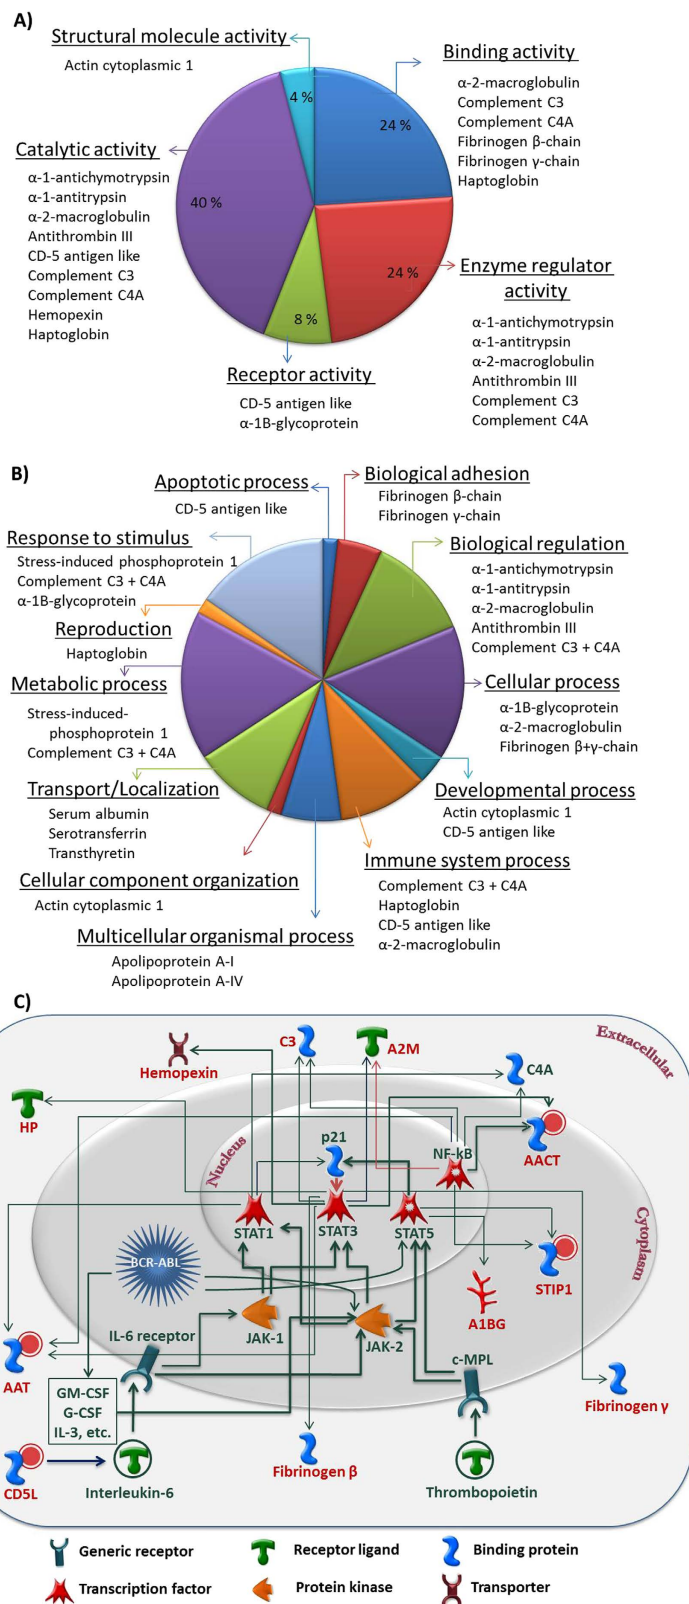 A)
Structural molecule activity
Actin cytoplasmic 1
Binding activity
α-2-macroglobulin
Complement C3
Complement C4A
Fibrinogen β-chain
Fibrinogen γ-chain
Haptoglobin
4 %
24 %
Catalytic activity
α-1-antichymotrypsin
α-1-antitrypsin
α-2-macroglobulin
Antithrombin III
CD-5 antigen like
Complement C3
Complement C4A
Hemopexin
Haptoglobin
40 %
24 %
8 %
Enzyme regulator
activity
α-1-antichymotrypsin
α-1-antitrypsin
α-2-macroglobulin
Antithrombin III
Complement C3
Complement C4A
Receptor activity
CD-5 antigen like
α-1B-glycoprotein
B)
Apoptotic process
CD-5 antigen like
Biological adhesion
Fibrinogen β-chain
Fibrinogen γ-chain
Response to stimulus
Stress-induced phosphoprotein 1
Complement C3 + C4A
α-1B-glycoprotein
Biological regulation
α-1-antichymotrypsin
α-1-antitrypsin
α-2-macroglobulin
Antithrombin III
Complement C3 + C4A
Reproduction
Haptoglobin
Metabolic process
Stress-induced-
phosphoprotein 1
Complement C3 + C4A
Cellular process
α-1B-glycoprotein
α-2-macroglobulin
Fibrinogen β+γ-chain
Transport/Localization
Serum albumin
Serotransferrin
Transthyretin
Developmental process
Actin cytoplasmic 1
CD-5 antigen like
Cellular component organization
Actin cytoplasmic 1
Immune system process
Complement C3 + C4A
Haptoglobin
CD-5 antigen like
α-2-macroglobulin
Multicellular organismal process
Apolipoprotein A-I
Apolipoprotein A-IV
C)
Extracellular
C3
A2M
Hemopexin
C4A
HP
Nucleus
p21
NF-kB
AACT
STAT1
STAT3
STAT5
Cytoplasm
BCR-ABL
STIP1
A1BG
IL-6 receptor
JAK-1
JAK-2
c-MPL
AAT
GM-CSF
G-CSF
IL-3, etc.
Fibrinogen γ
CD5L
Interleukin-6
Fibrinogen β
Thrombopoietin
Generic receptor
Receptor ligand
Binding protein
Transcription factor
Protein kinase
Transporter